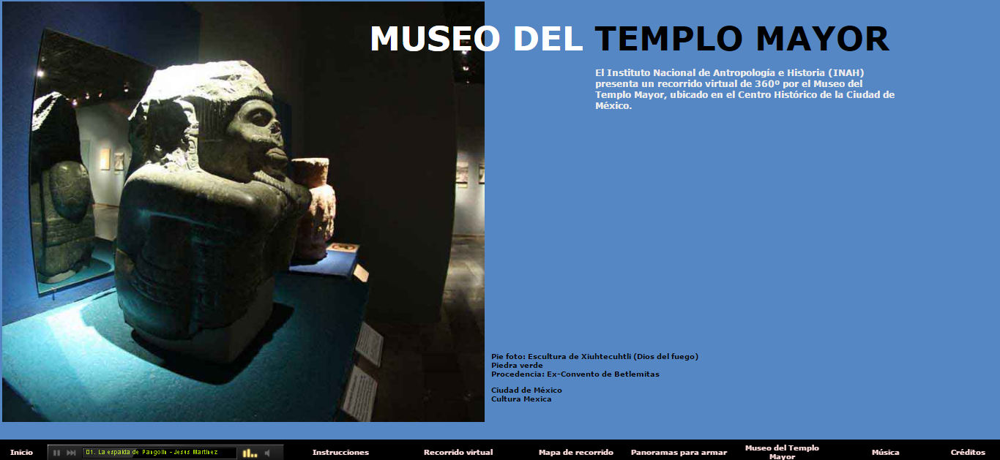 MUSEO DEL TEMPLO MAYOR
El Instituto Nacional de Antropología e Historia (INAH)
presenta un recorrido virtual de 360º por el Museo del
Templo Mayor, ubicado en el Centro Histórico de la Ciudad de
México.
Pie foto: Escultura de Xiuhtecuhtli (Dios del fuego)
Piedra verde
Procedencia: Ex-Convento de Betlemitas
Ciudad de México
Cultura Mexica
Inicio
01. La espalda de Pangolin - Jesus Martinez
Instrucciones
Recorrido virtual
Mapa de recorrido
Panoramas para armar
Museo del Templo
Mayor
Música
Créditos